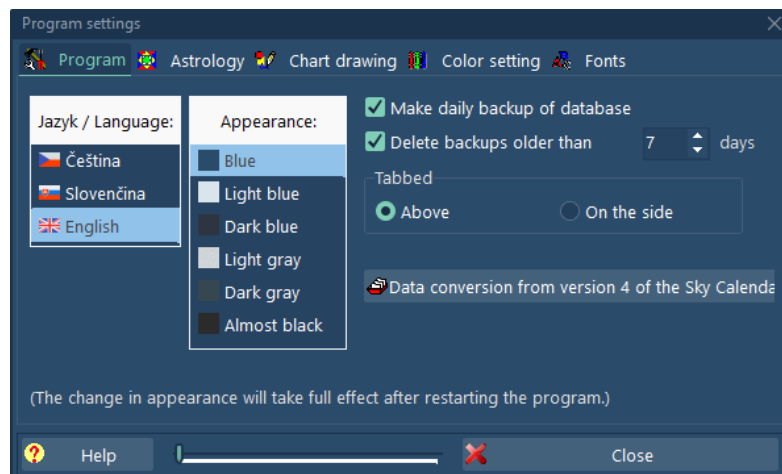 Program settings
Program Astrology Chart drawing Color setting Fonts
Jazyk / Language:
Čeština
Slovenčina
English
Appearance:
Blue
Light blue
Dark blue
Light gray
Dark gray
Almost black
Make daily backup of database
Delete backups older than 7 days
Tabbed
Above On the side
Data conversion from version 4 of the Sky Calenda
(The change in appearance will take full effect after restarting the program.)
Help Close